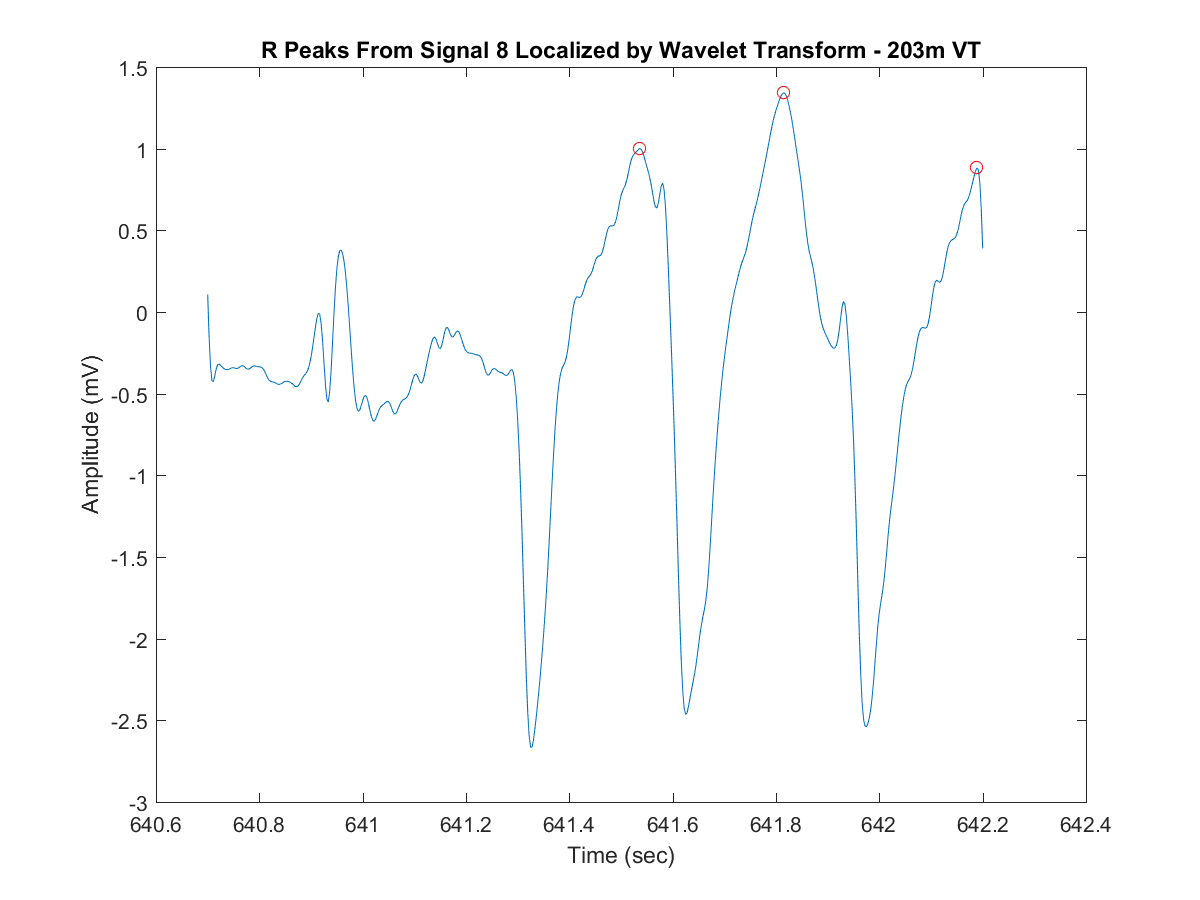 R Peaks From Signal 8 Localized by Wavelet Transform - 203m VT
1.5
1
0.5
0
-0.5
-1
-1.5
-2
-2.5
-3
Amplitude (mV)
640.6 640.8 641 641.2 641.4 641.6 641.8 642 642.2 642.4
Time (sec)